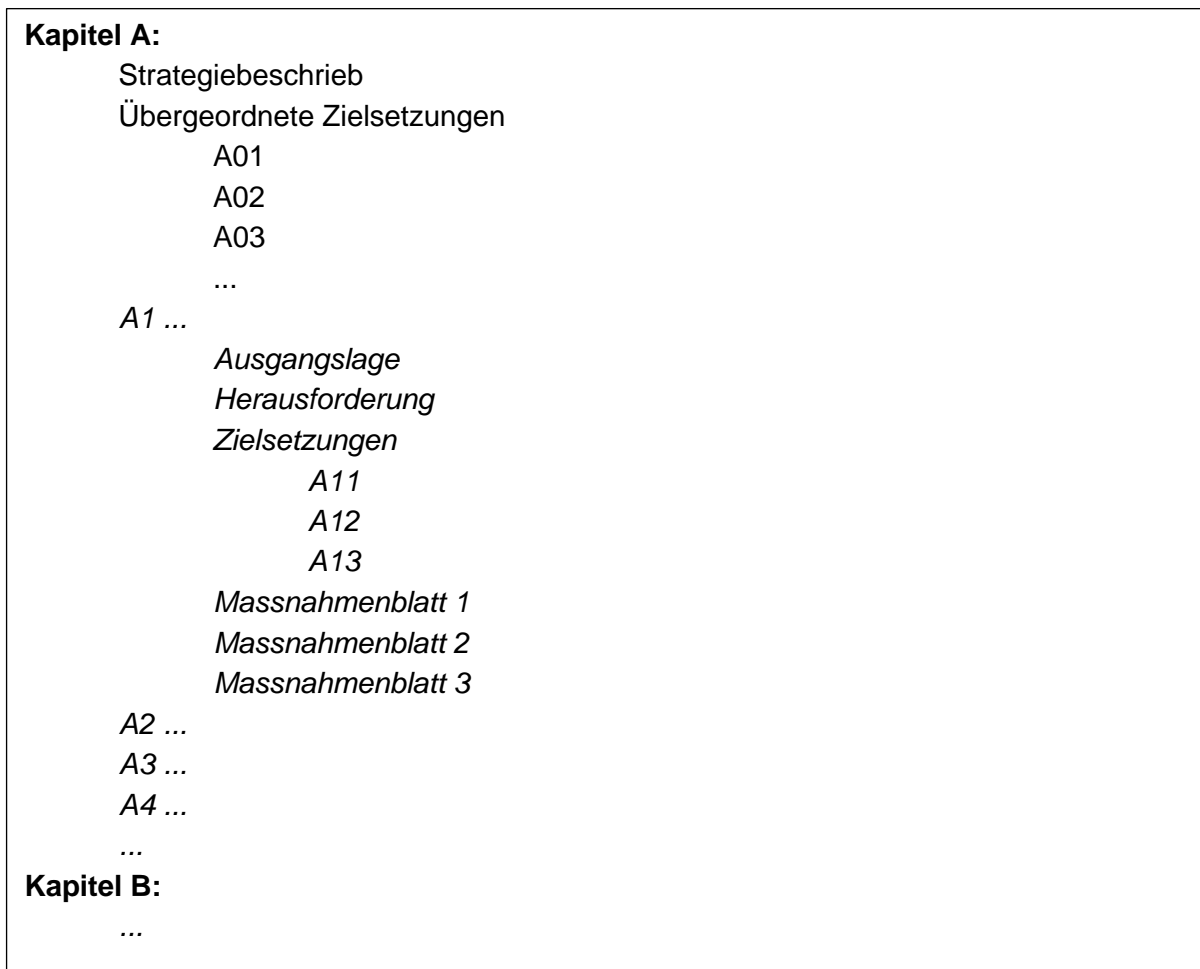 Kapitel A:
Strategiebeschrieb
Übergeordnete Zielsetzungen
A01
A02
A03
...
A1 ...
Ausgangslage
Herausforderung
Zielsetzungen
A11
A12
A13
Massnahmenblatt 1
Massnahmenblatt 2
Massnahmenblatt 3
A2 ...
A3 ...
A4 ...
...
Kapitel B:
...